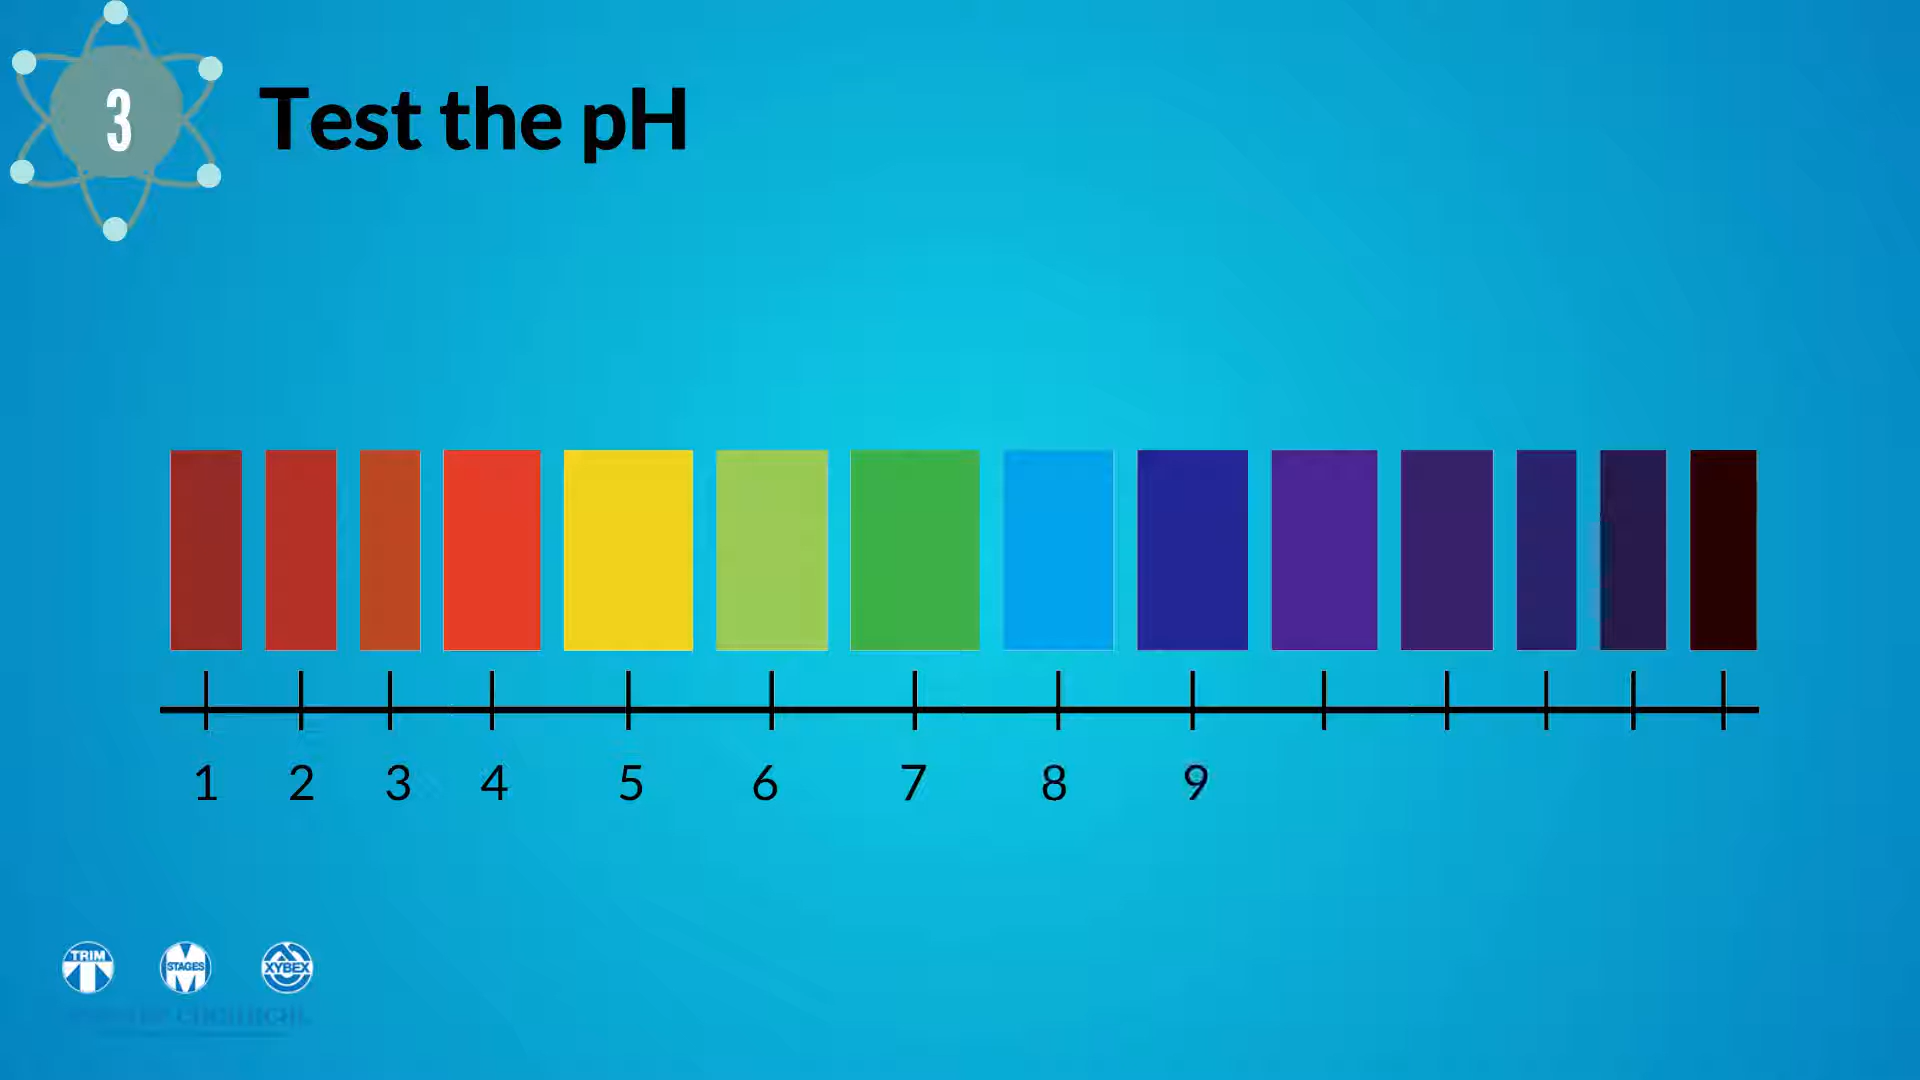 3
Test the pH
1 2 3 4 5 6 7 8 9
TRIM
STAGES
XYBEX